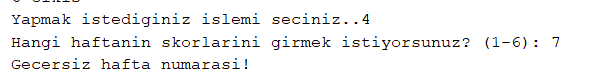 Yapmak istediginiz islemi seciniz..4
Hangi haftanin skorlarini girmek istiyorsunuz? (1-6): 7
Gecersiz hafta numarasi!